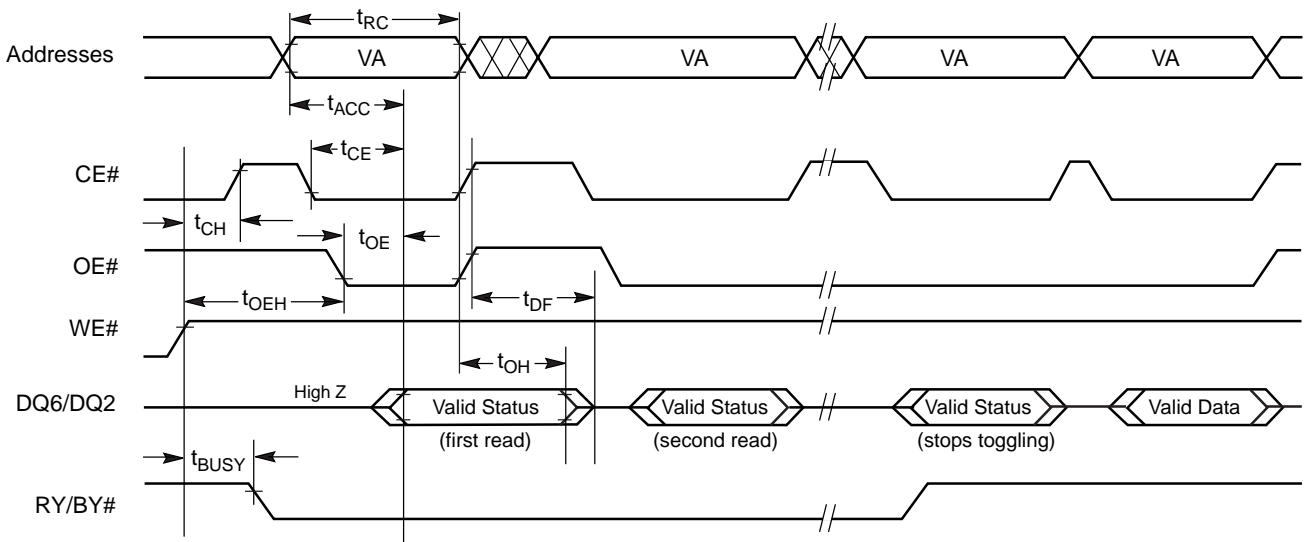 tRC
Addresses VA VA VA VA
tACC
tCE
CE#
tCH tOE
OE#
tOEH tDF
WE#
tOH
High Z
DQ6/DQ2 Valid Status Valid Status Valid Status Valid Data
(first read) (second read) (stops toggling)
tBUSY
RY/BY#